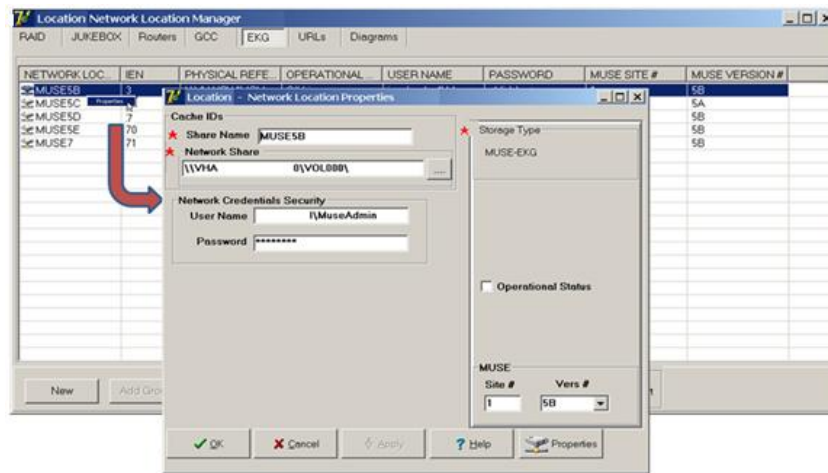 Location Network Location Manager
RAID JUKEBOX Routers GCC EKG URLs Diagrams
NETWORK LOC... IEN PHYSICAL REFE... OPERATIONAL ... USER NAME PASSWORD MUSE SITE # MUSE VERSION #
MUSE5B 3 5B
MUSE5C Properties 5A
MUSE5D 7 5B
MUSE5E 70 5B
MUSE7 71 5B
Location - Network Location Properties
Cache IDs
* Share Name MUSE5B
* Network Share
\\VHA 0\VOL000\ ....
Network Credentials Security
User Name I\MuseAdmin
Password ********
* Storage Type
MUSE-EKG
Operational Status
MUSE
Site # Vers #
1 5B
New Add Gro
OK Cancel Apply ? Help Properties